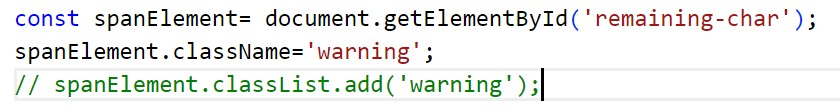 const spanElement= document.getElementById('remaining-char');
spanElement.className='warning';
// spanElement.classList.add('warning');